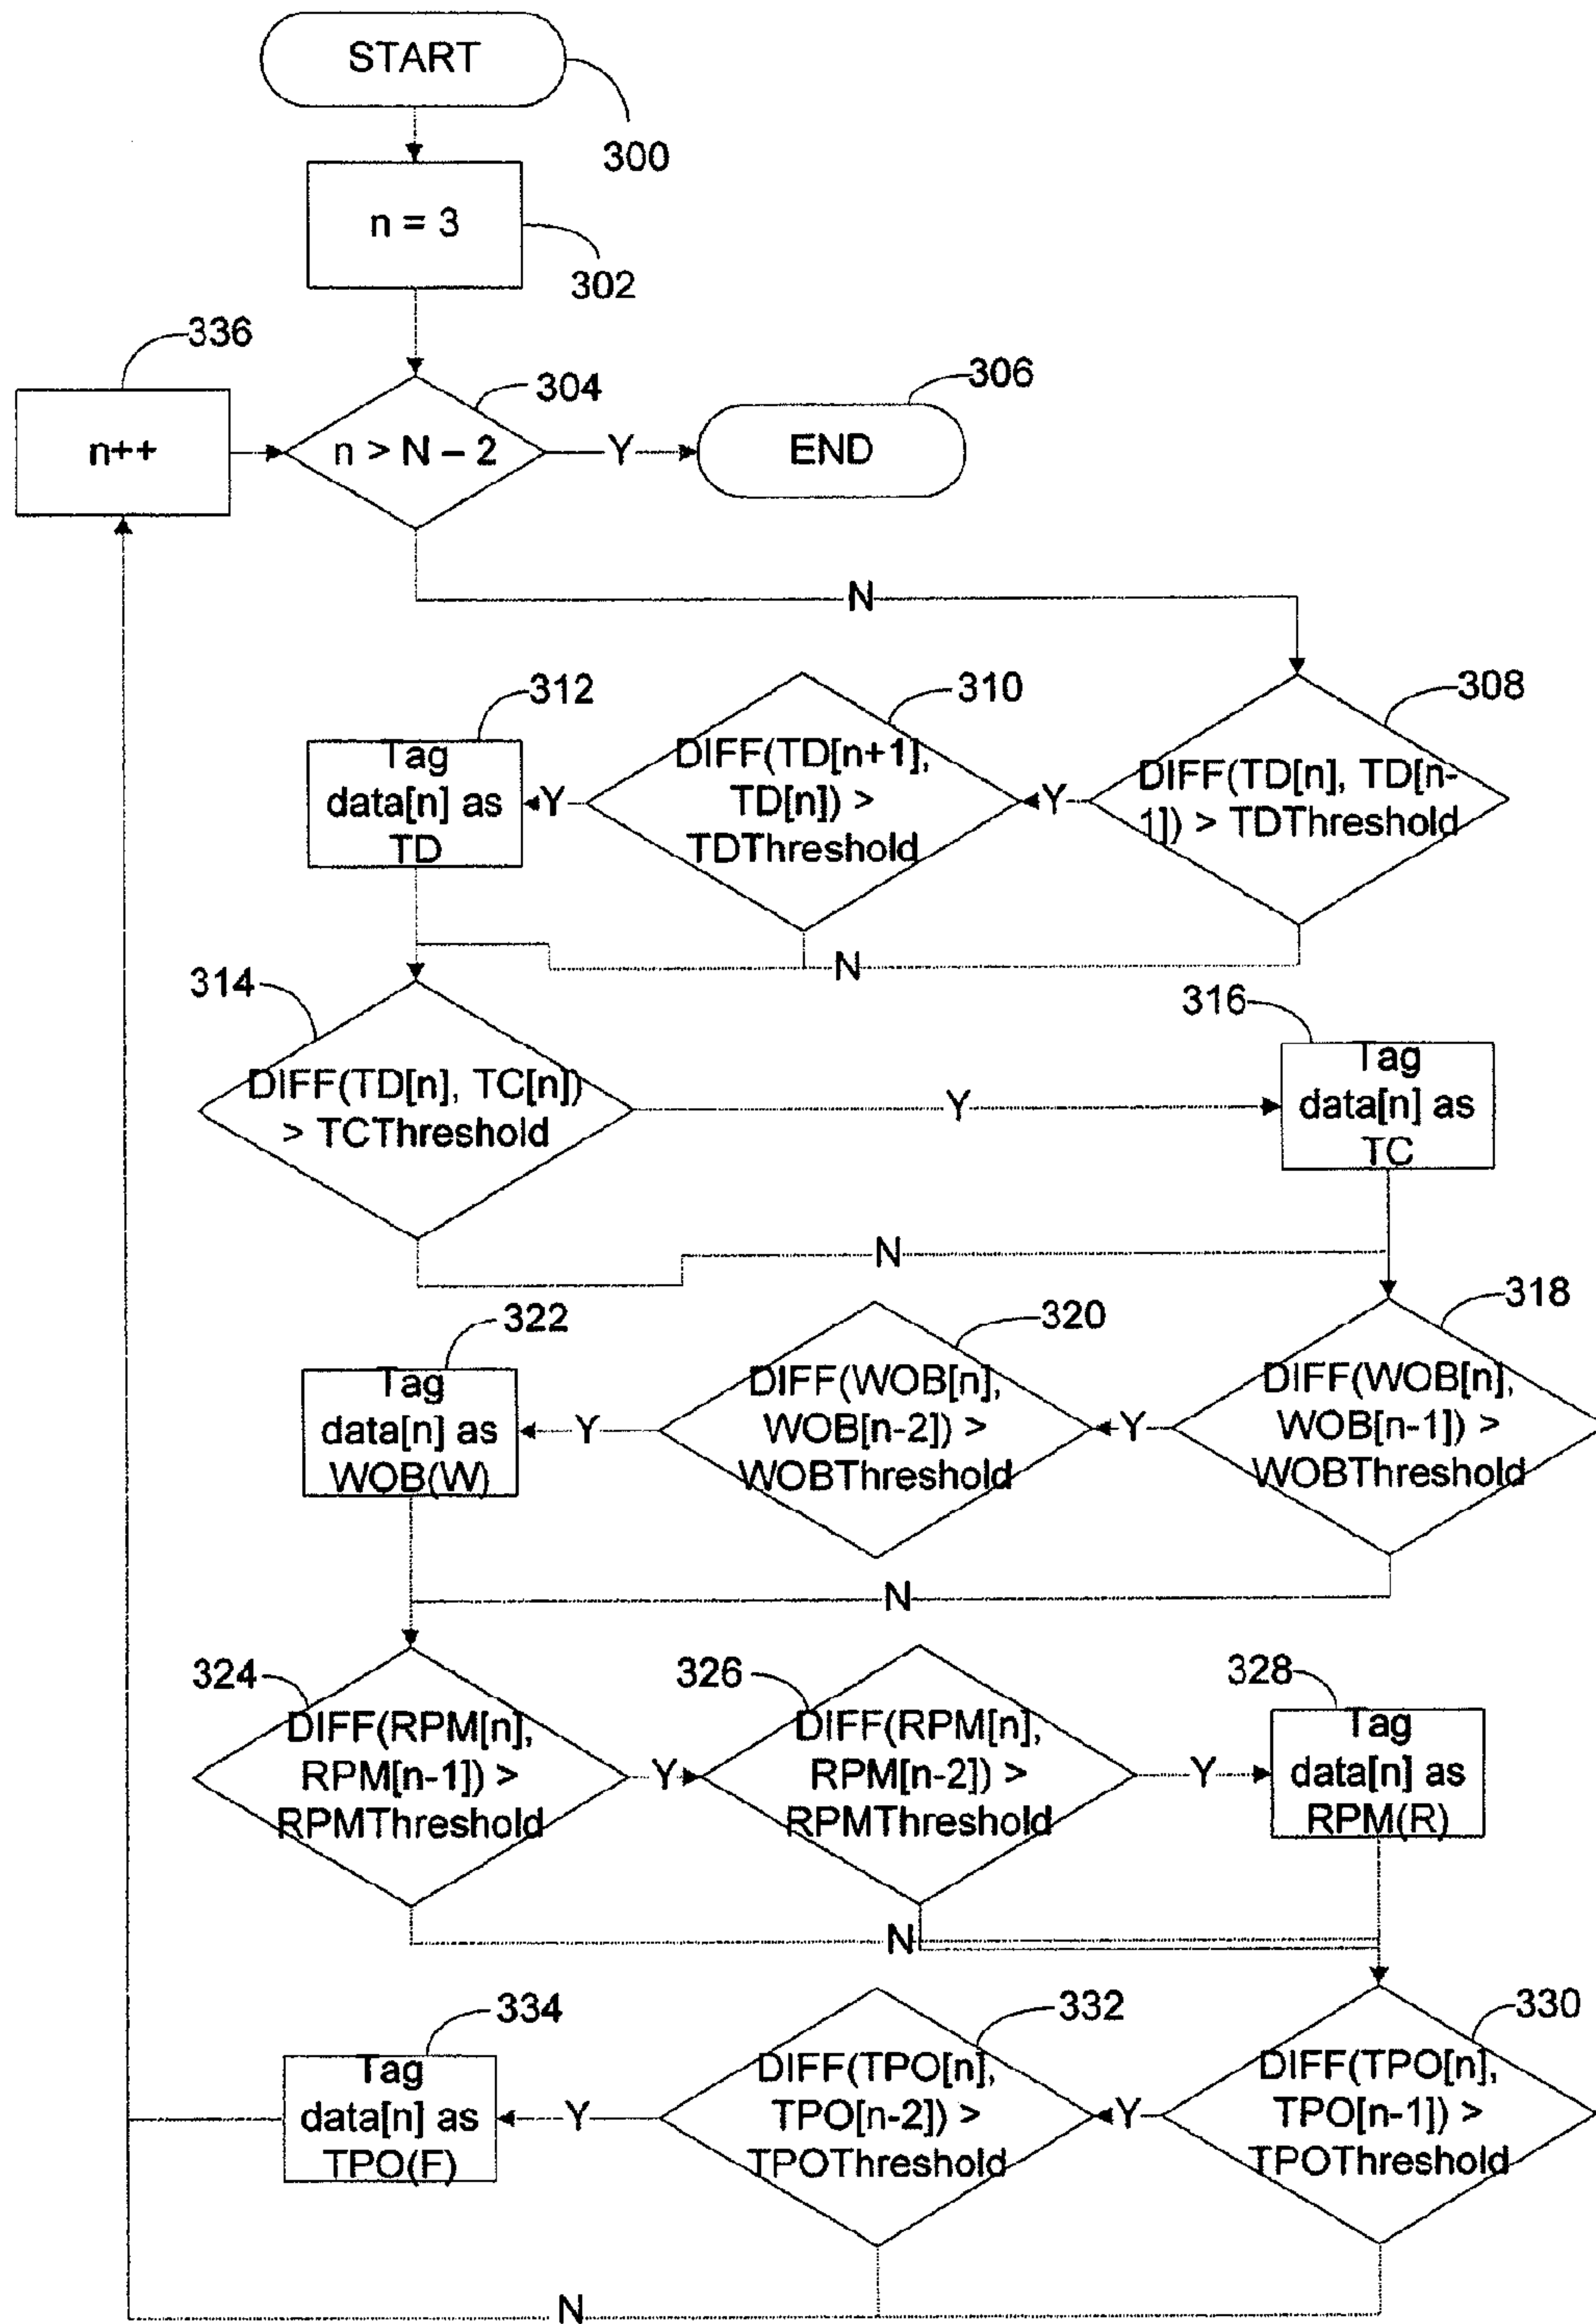 START
300
n = 3
302
336
304
306
n++
n > N – 2
Y
END
N
312
310
308
Tag
data[n] as
TD
Y
DIFF(TD[n+1],
TD[n]) >
TDThreshold
Y
DIFF(TD[n], TD[n-
1]) > TDThreshold
N
314
316
DIFF(TD[n], TC[n])
> TCThreshold
Y
Tag
data[n] as
TC
N
322
320
318
Tag
data[n] as
WOB(W)
Y
DIFF(WOB[n],
WOB[n-2]) >
WOBThreshold
Y
DIFF(WOB[n],
WOB[n-1]) >
WOBThreshold
N
324
326
328
DIFF(RPM[n],
RPM[n-1]) >
RPMThreshold
Y
DIFF(RPM[n],
RPM[n-2]) >
RPMThreshold
Y
Tag
data[n] as
RPM(R)
N
334
332
330
Tag
data[n] as
TPO(F)
Y
DIFF(TPO[n],
TPO[n-2]) >
TPOThreshold
Y
DIFF(TPO[n],
TPO[n-1]) >
TPOThreshold
N